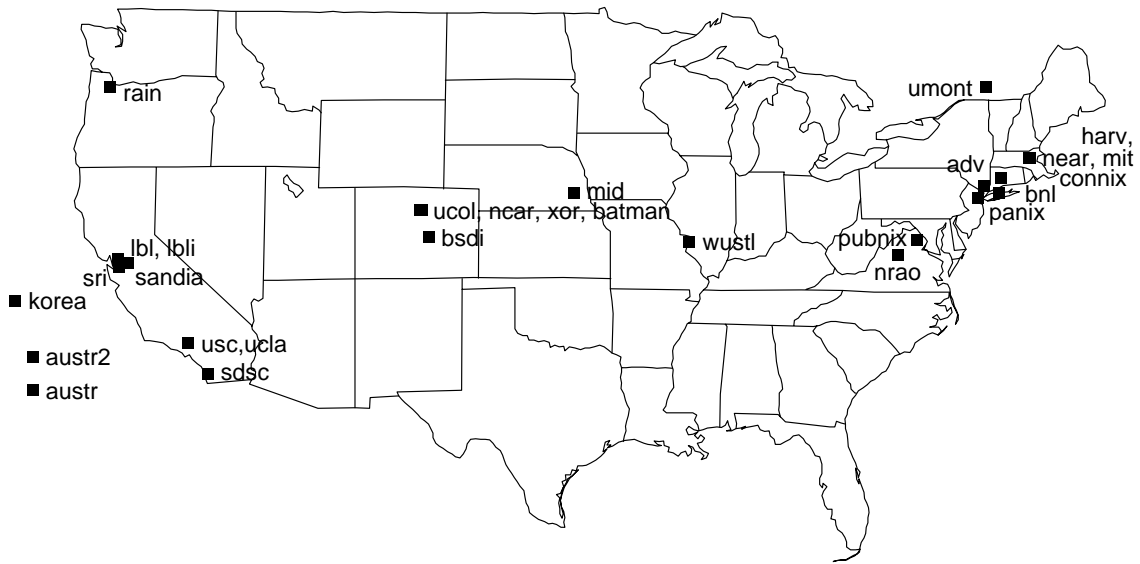 rain
umont
harv,
near, mit
adv
connix
mid
bnl
ucol, ncar, xor, batman
panix
bsdi
wustl
pubnix
lbl, lbli
nrao
sri
sandia
korea
usc,ucla
austr2
sdsc
austr